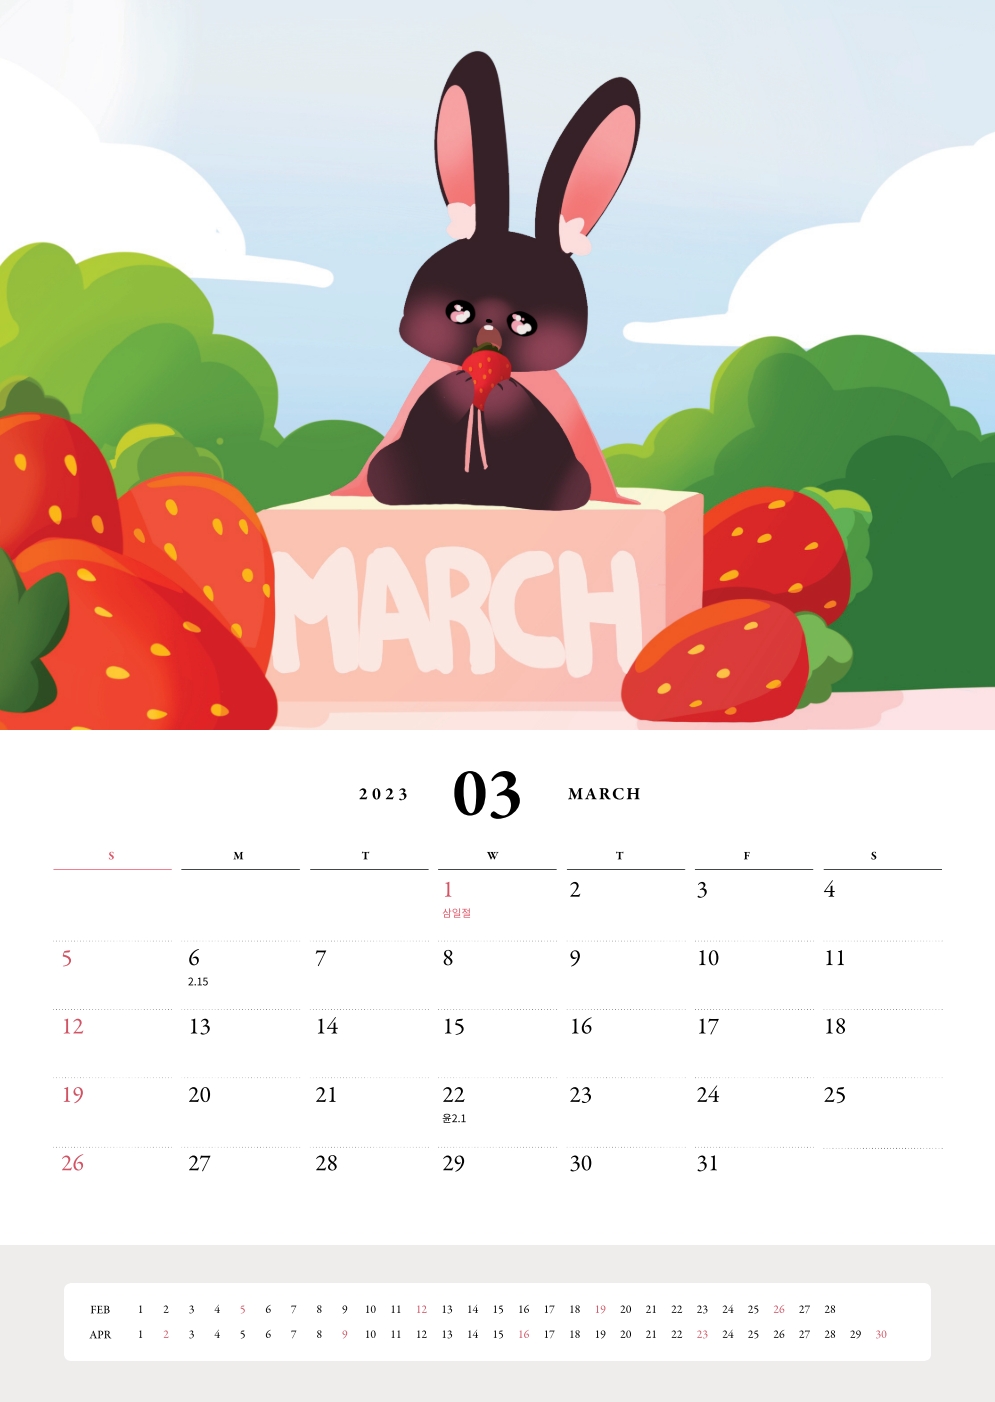 MARCH
2023 03 MARCH
S M T W T F S
1 2 3 4
삼일절
5 6 7 8 9 10 11
2.15
12 13 14 15 16 17 18
19 20 21 22 23 24 25
윤2.1
26 27 28 29 30 31
FEB 1 2 3 4 5 6 7 8 9 10 11 12 13 14 15 16 17 18 19 20 21 22 23 24 25 26 27 28
APR 1 2 3 4 5 6 7 8 9 10 11 12 13 14 15 16 17 18 19 20 21 22 23 24 25 26 27 28 29 30